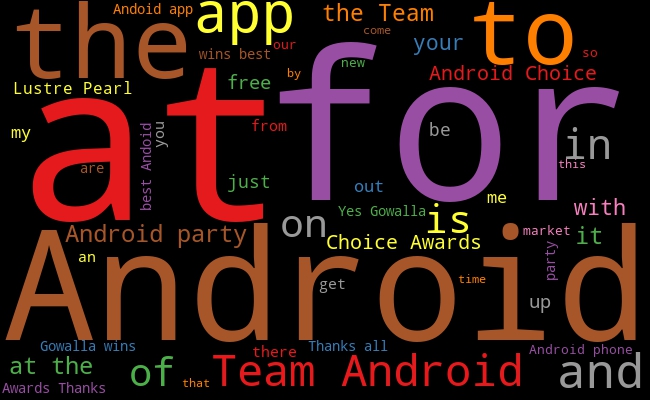 Andoid app
app
the Team
come
the
to
wins best
our
your
so
new
by
Android Choice
free
Lustre Pearl
at
for
my
from
best Andoid
you
be
in
this
are
just
out
me
with
Yes Gowalla
is
on
Android party
Choice Awards
market
it
an
Android
party
get
time
up
Gowalla wins
Thanks all
there
Android phone
at the
of
Team Android
and
that
Awards Thanks